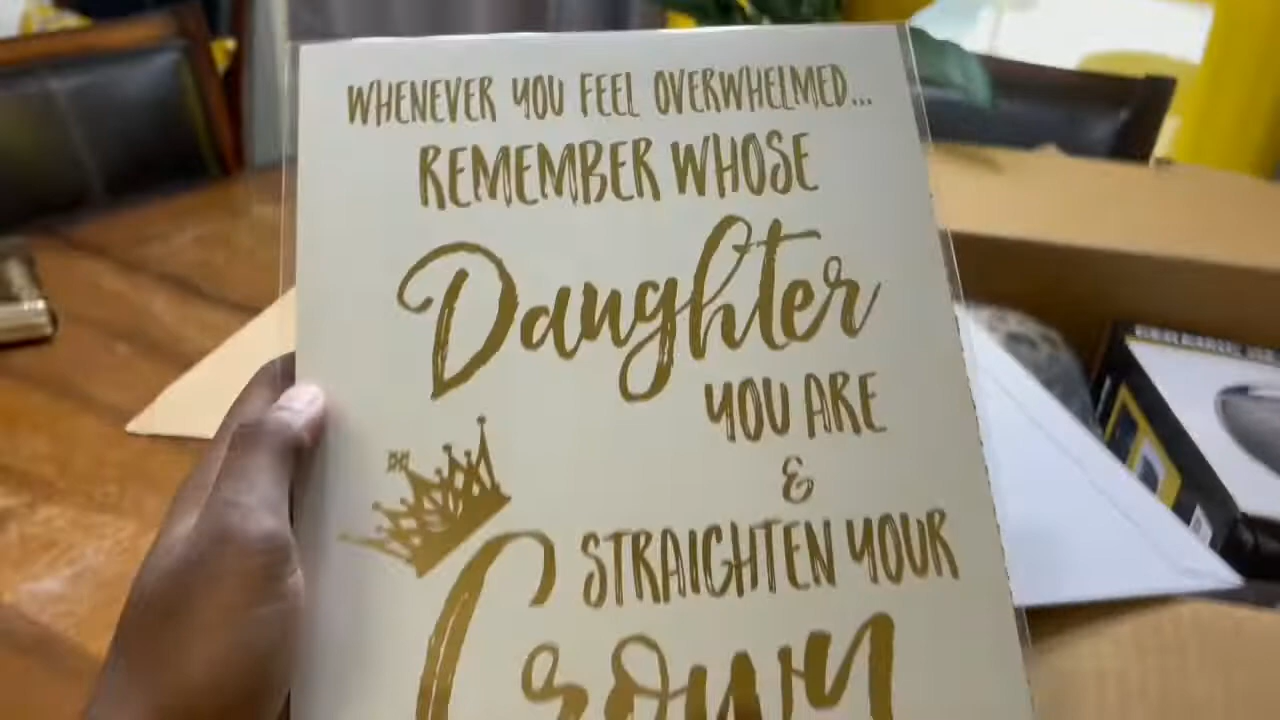 WHENEVER YOU FEEL OVERWHELMED...
REMEMBER WHOSE
Daughter
YOU ARE
&
STRAIGHTEN YOUR
Crown